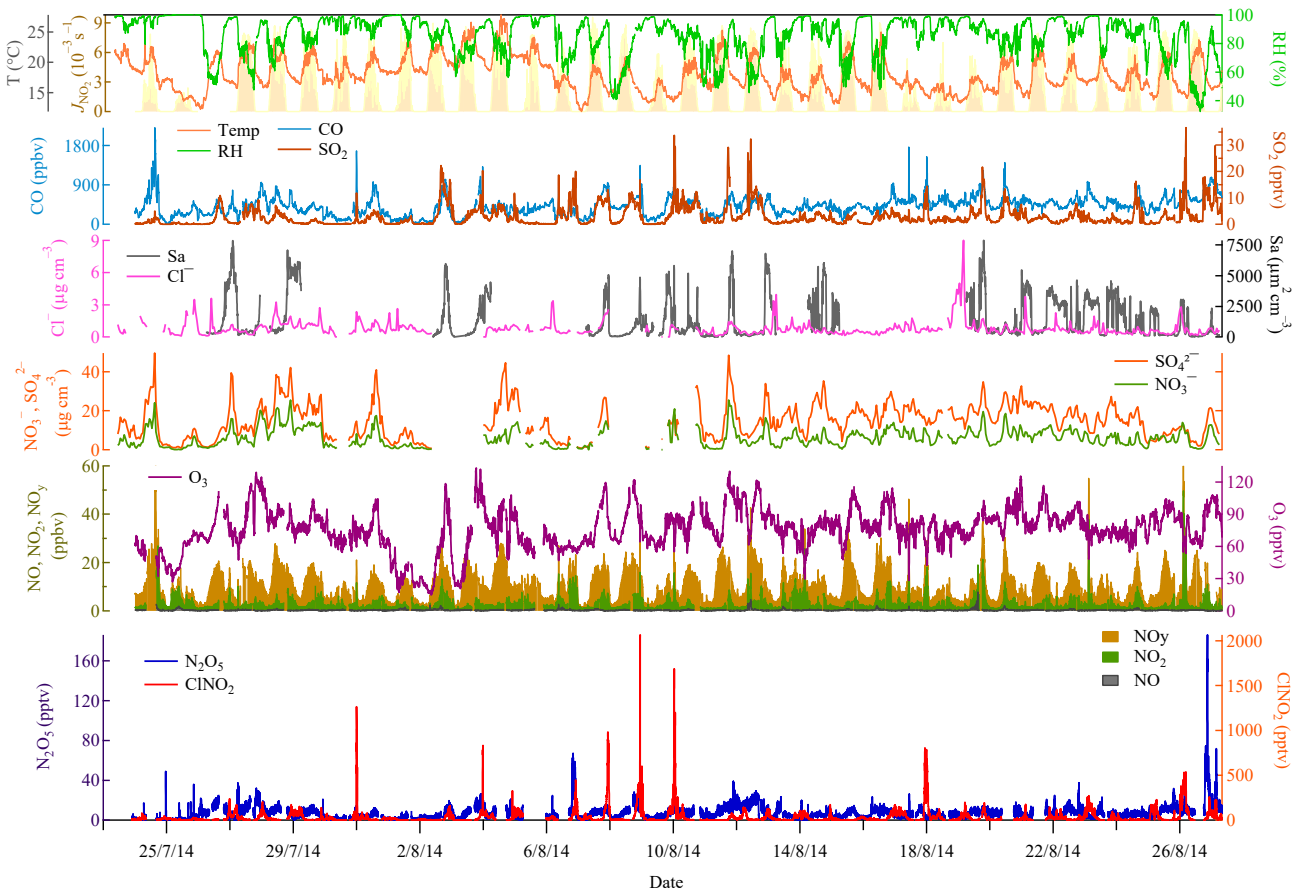 T (°C)
25
20
15
J_NO₂ (10⁻³ s⁻¹)
9
6
3
0
RH (%)
100
80
60
40
Temp
RH
CO
SO₂
CO (ppbv)
1800
900
0
SO₂ (pptv)
30
20
10
0
Sa
Cl⁻
Cl⁻ (μg cm⁻³)
9
6
3
0
Sa (μm² cm⁻³)
7500
5000
2500
0
SO₄²⁻
NO₃⁻
NO₃⁻, SO₄²⁻
(μg cm⁻³)
40
20
0
O₃
NO, NO₂, NOy
(ppbv)
60
40
20
0
O₃ (pptv)
120
90
60
30
0
N₂O₅
ClNO₂
NOy
NO₂
NO
N₂O₅ (pptv)
160
120
80
40
0
ClNO₂ (pptv)
2000
1500
1000
500
0
25/7/14 29/7/14 2/8/14 6/8/14 10/8/14 14/8/14 18/8/14 22/8/14 26/8/14
Date